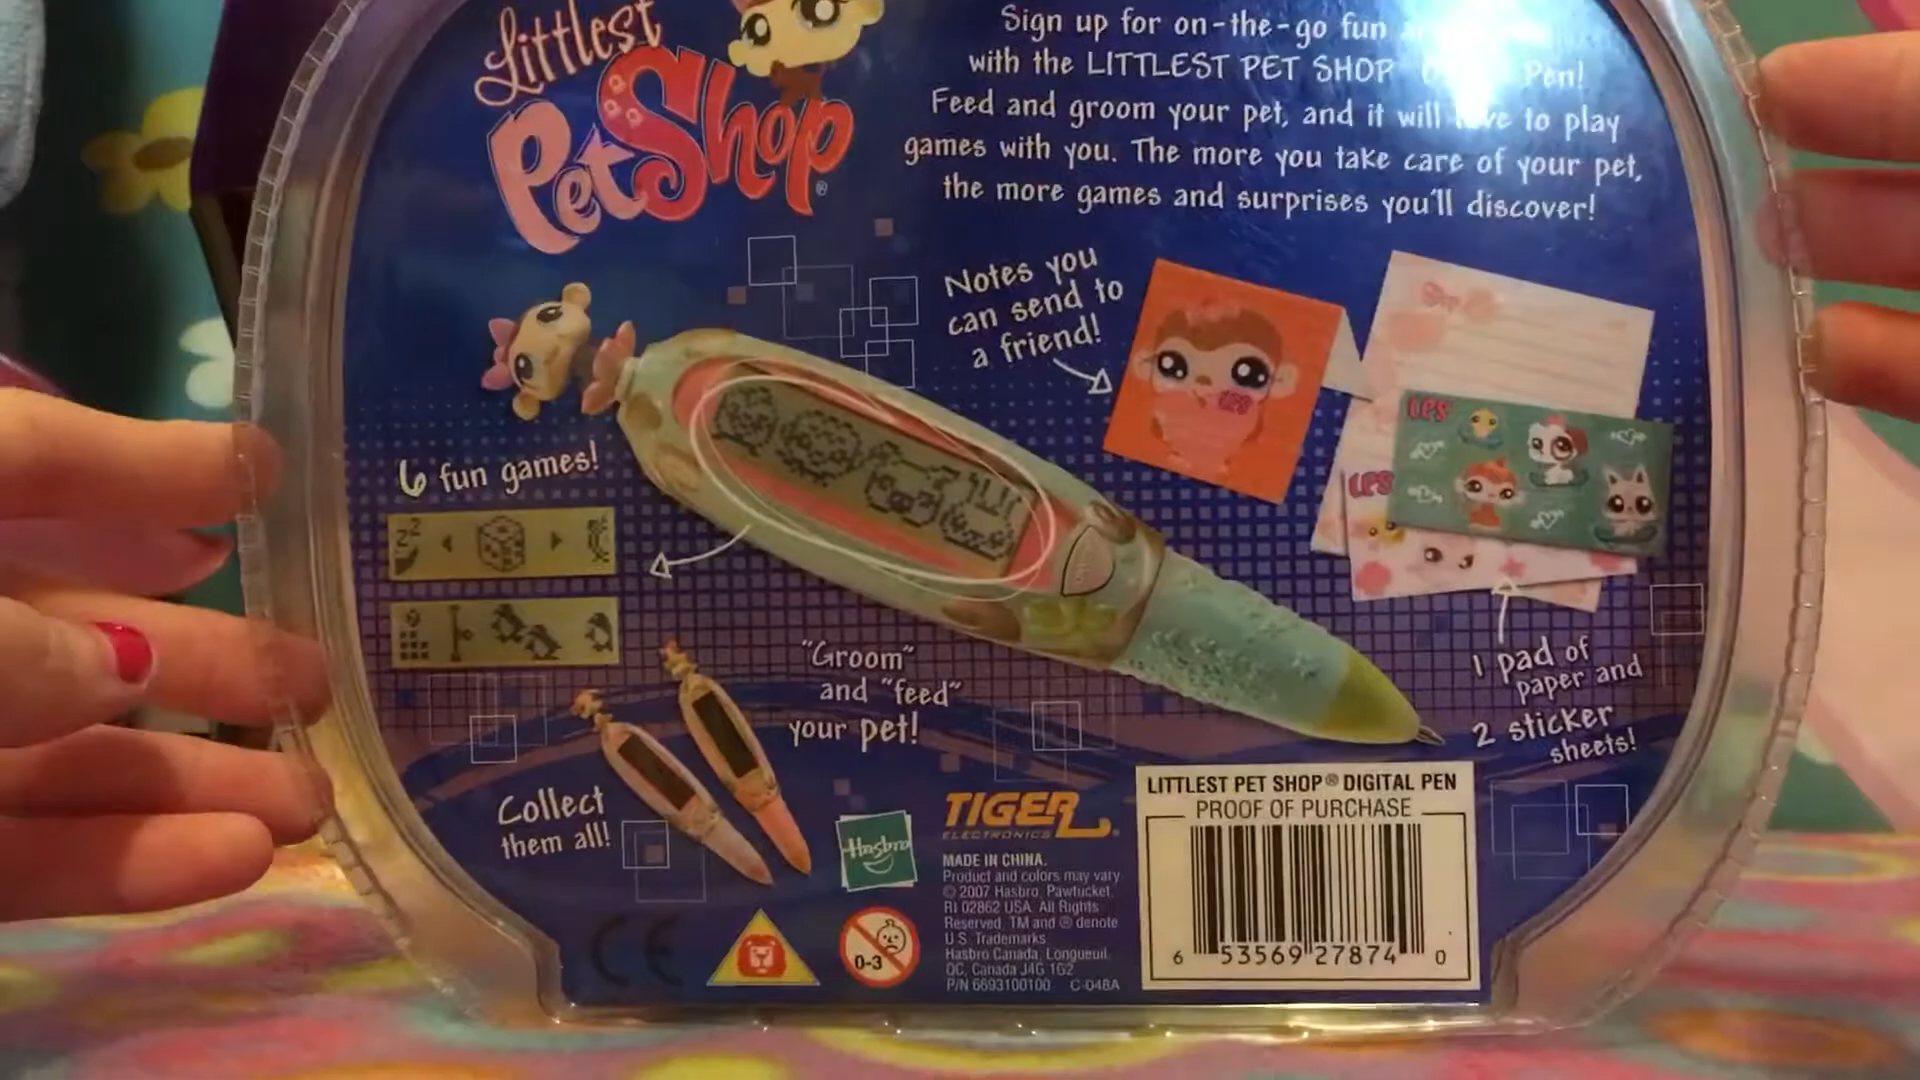 Littlest
PetShop®
Sign up for on-the-go fun
with the LITTLEST PET SHOP Pen!
Feed and groom your pet, and it will to play
games with you. The more you take care of your pet,
the more games and surprises you'll discover!
Notes you
can send to
a friend!
LPS
LPS
LPS
6 fun games!
"Groom"
and "feed"
your pet!
1 pad of
paper and
2 sticker
sheets!
Collect
them all!
Hasbro
TIGER
ELECTRONICS
MADE IN CHINA.
Product and colors may vary
© 2007 Hasbro, Pawtucket,
RI 02862 USA. All Rights
Reserved. TM and ® denote
U.S. Trademarks
Hasbro Canada, Longueuil,
QC, Canada J4G 1G2
P/N 6693100100 C-048A
CE
0-3
LITTLEST PET SHOP® DIGITAL PEN
PROOF OF PURCHASE
6 53569 27874 0